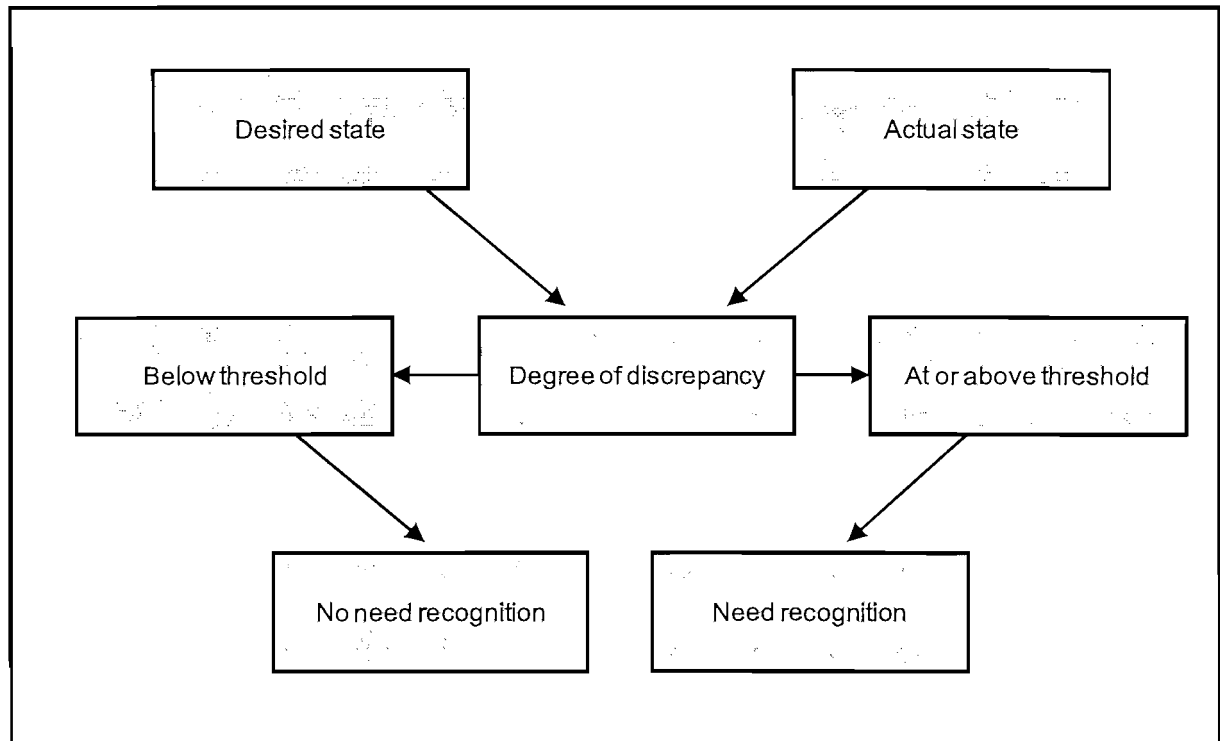 Desired state
Actual state
Below threshold
Degree of discrepancy
At or above threshold
No need recognition
Need recognition